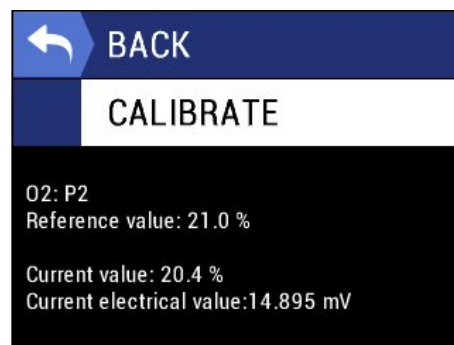 BACK
CALIBRATE
O2: P2
Reference value: 21.0 %
Current value: 20.4 %
Current electrical value:14.895 mV